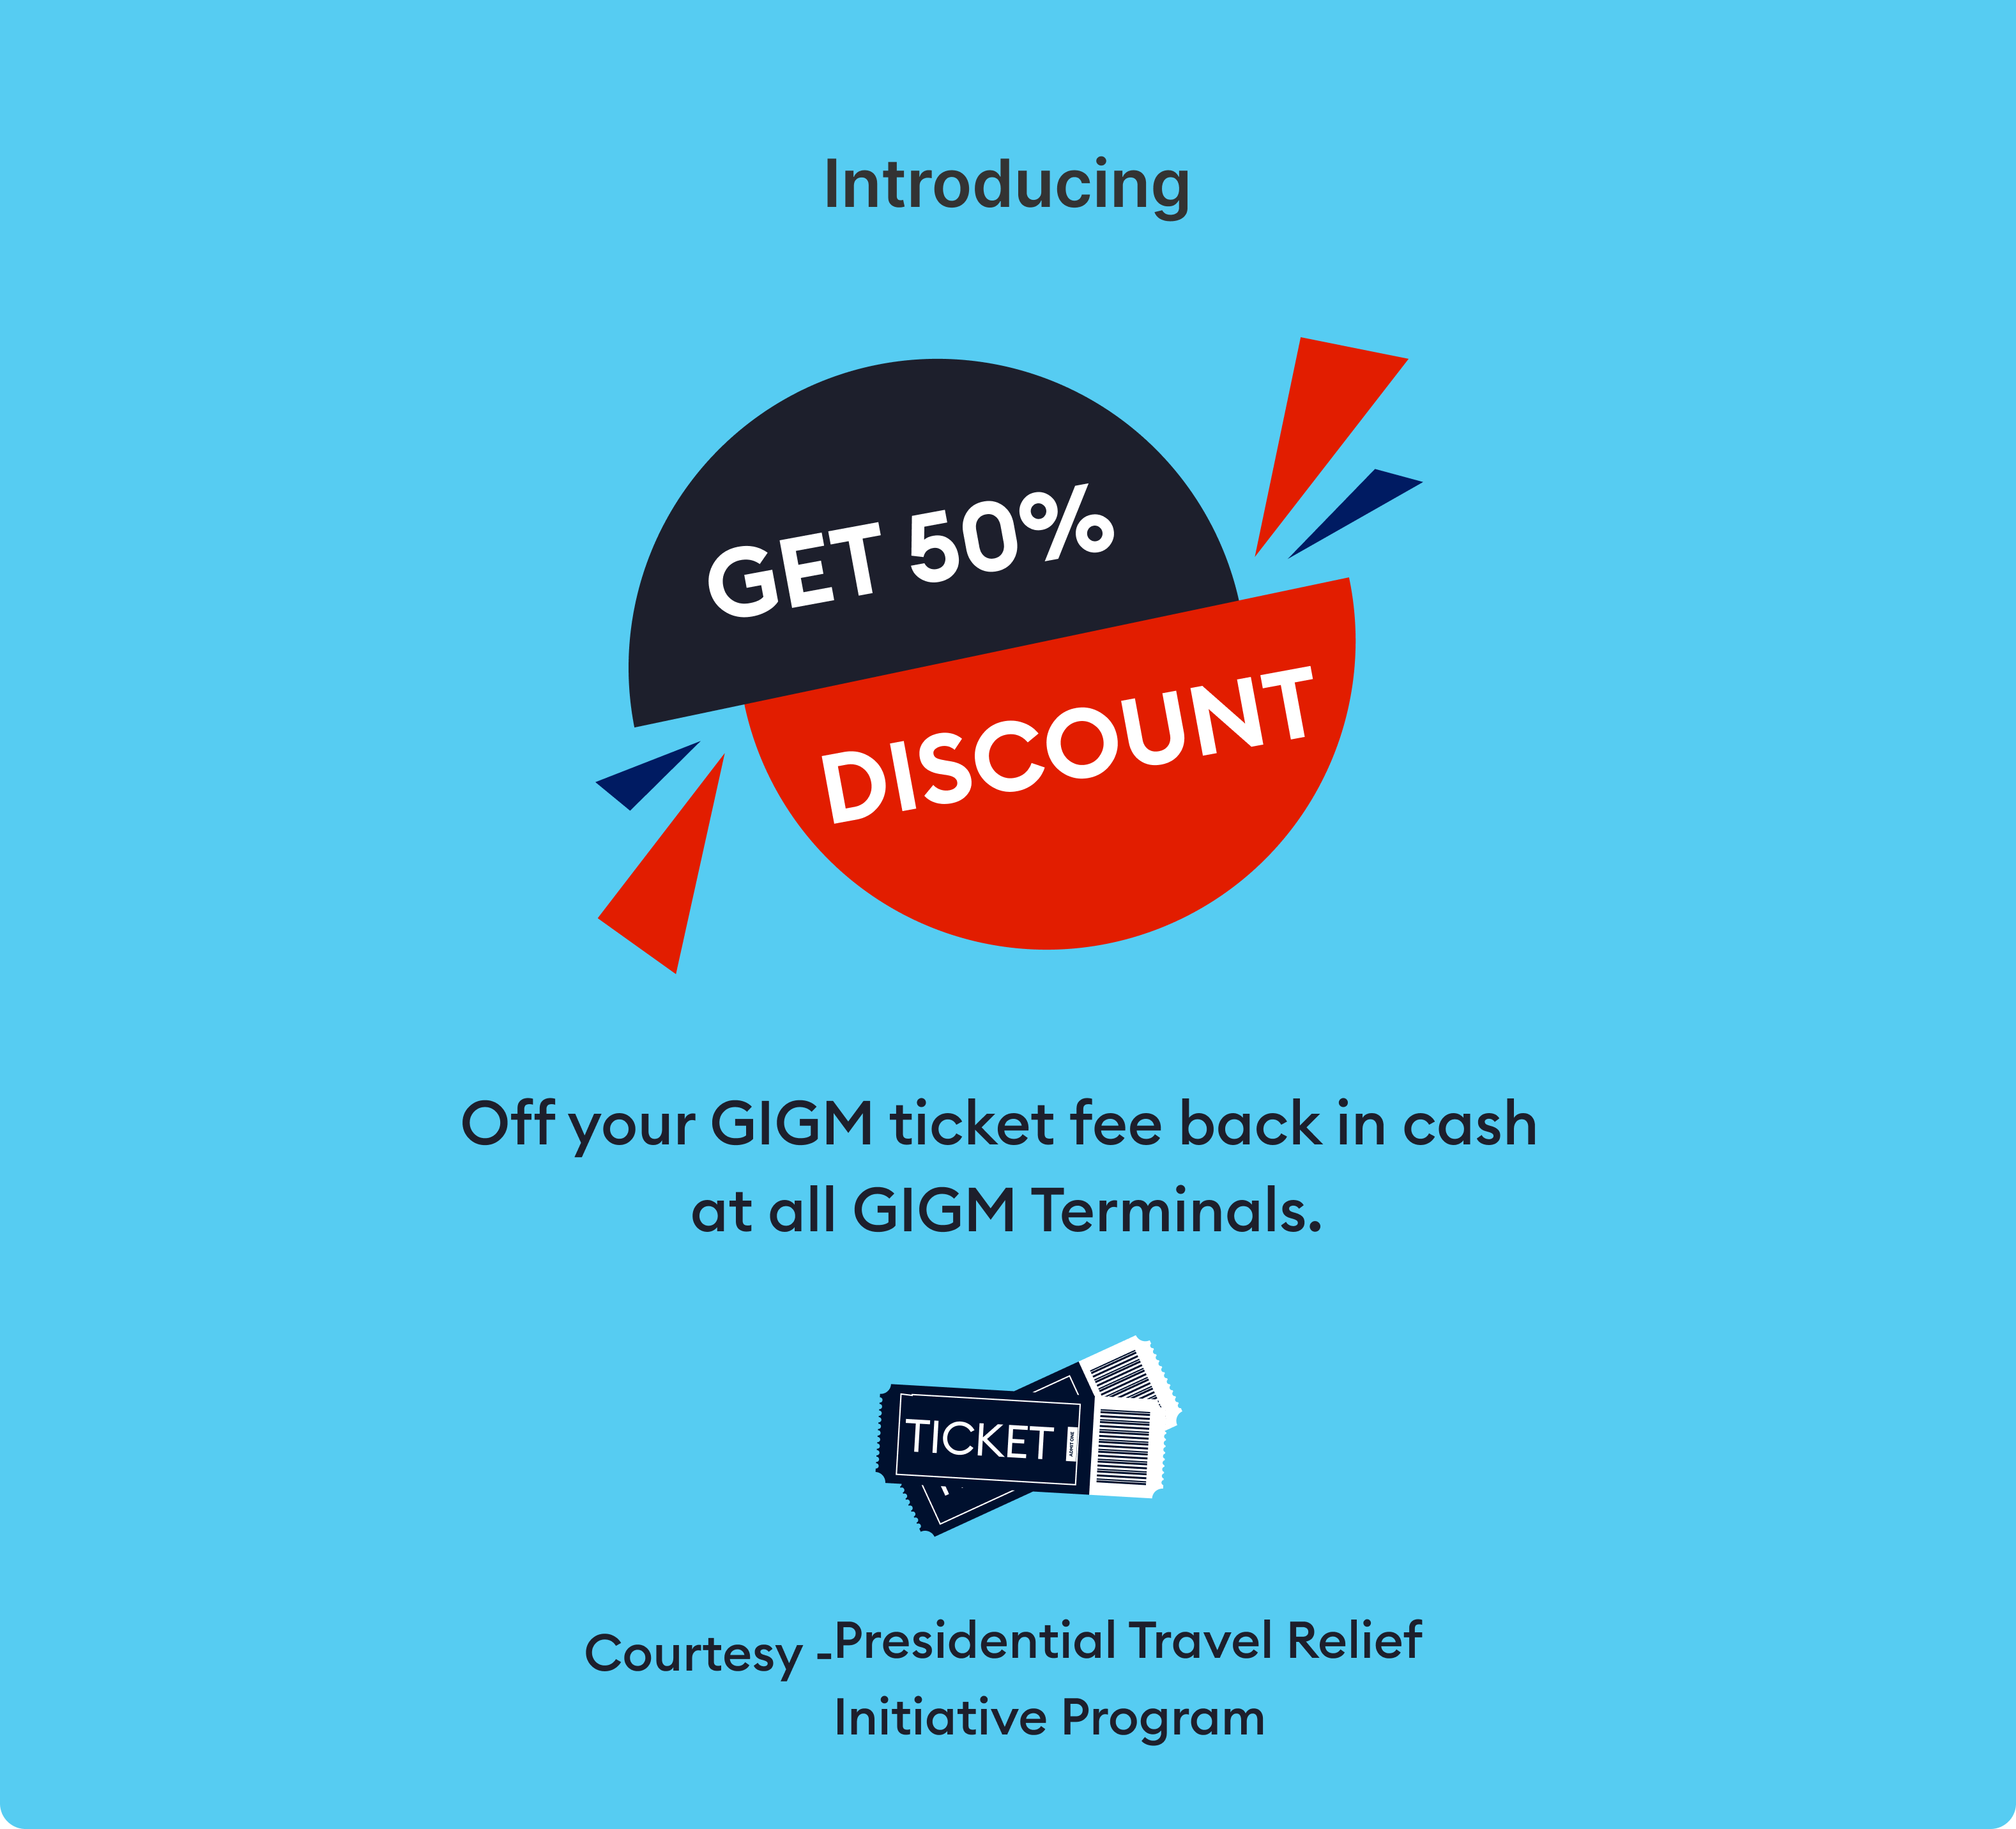 Introducing
GET 50%
DISCOUNT
Off your GIGM ticket fee back in cash
at all GIGM Terminals.
TICKET
ADMIT ONE
Courtesy - Presidential Travel Relief
Initiative Program